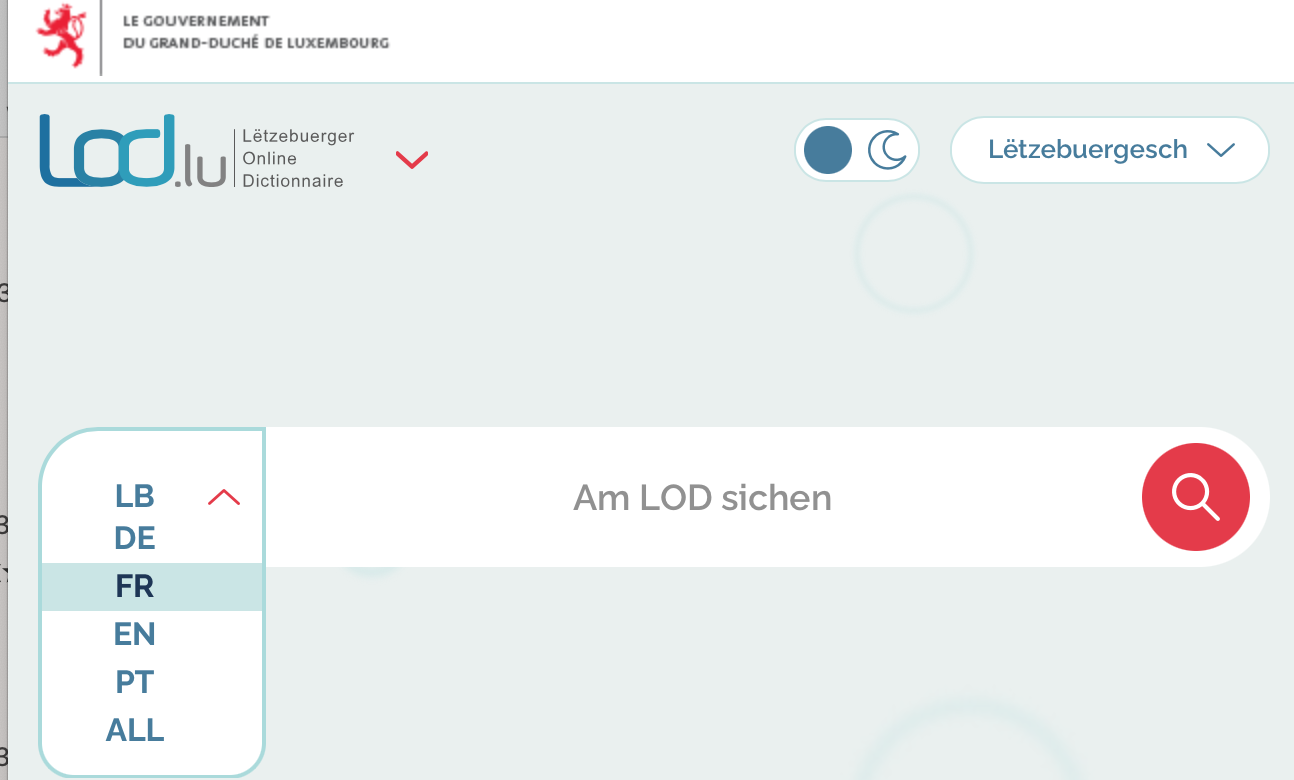 LE GOUVERNEMENT
DU GRAND-DUCHÉ DE LUXEMBOURG
Lod.lu
Lëtzebuerger
Online
Dictionnaire
Lëtzebuergesch
LB
Am LOD sichen
DE
FR
EN
PT
ALL